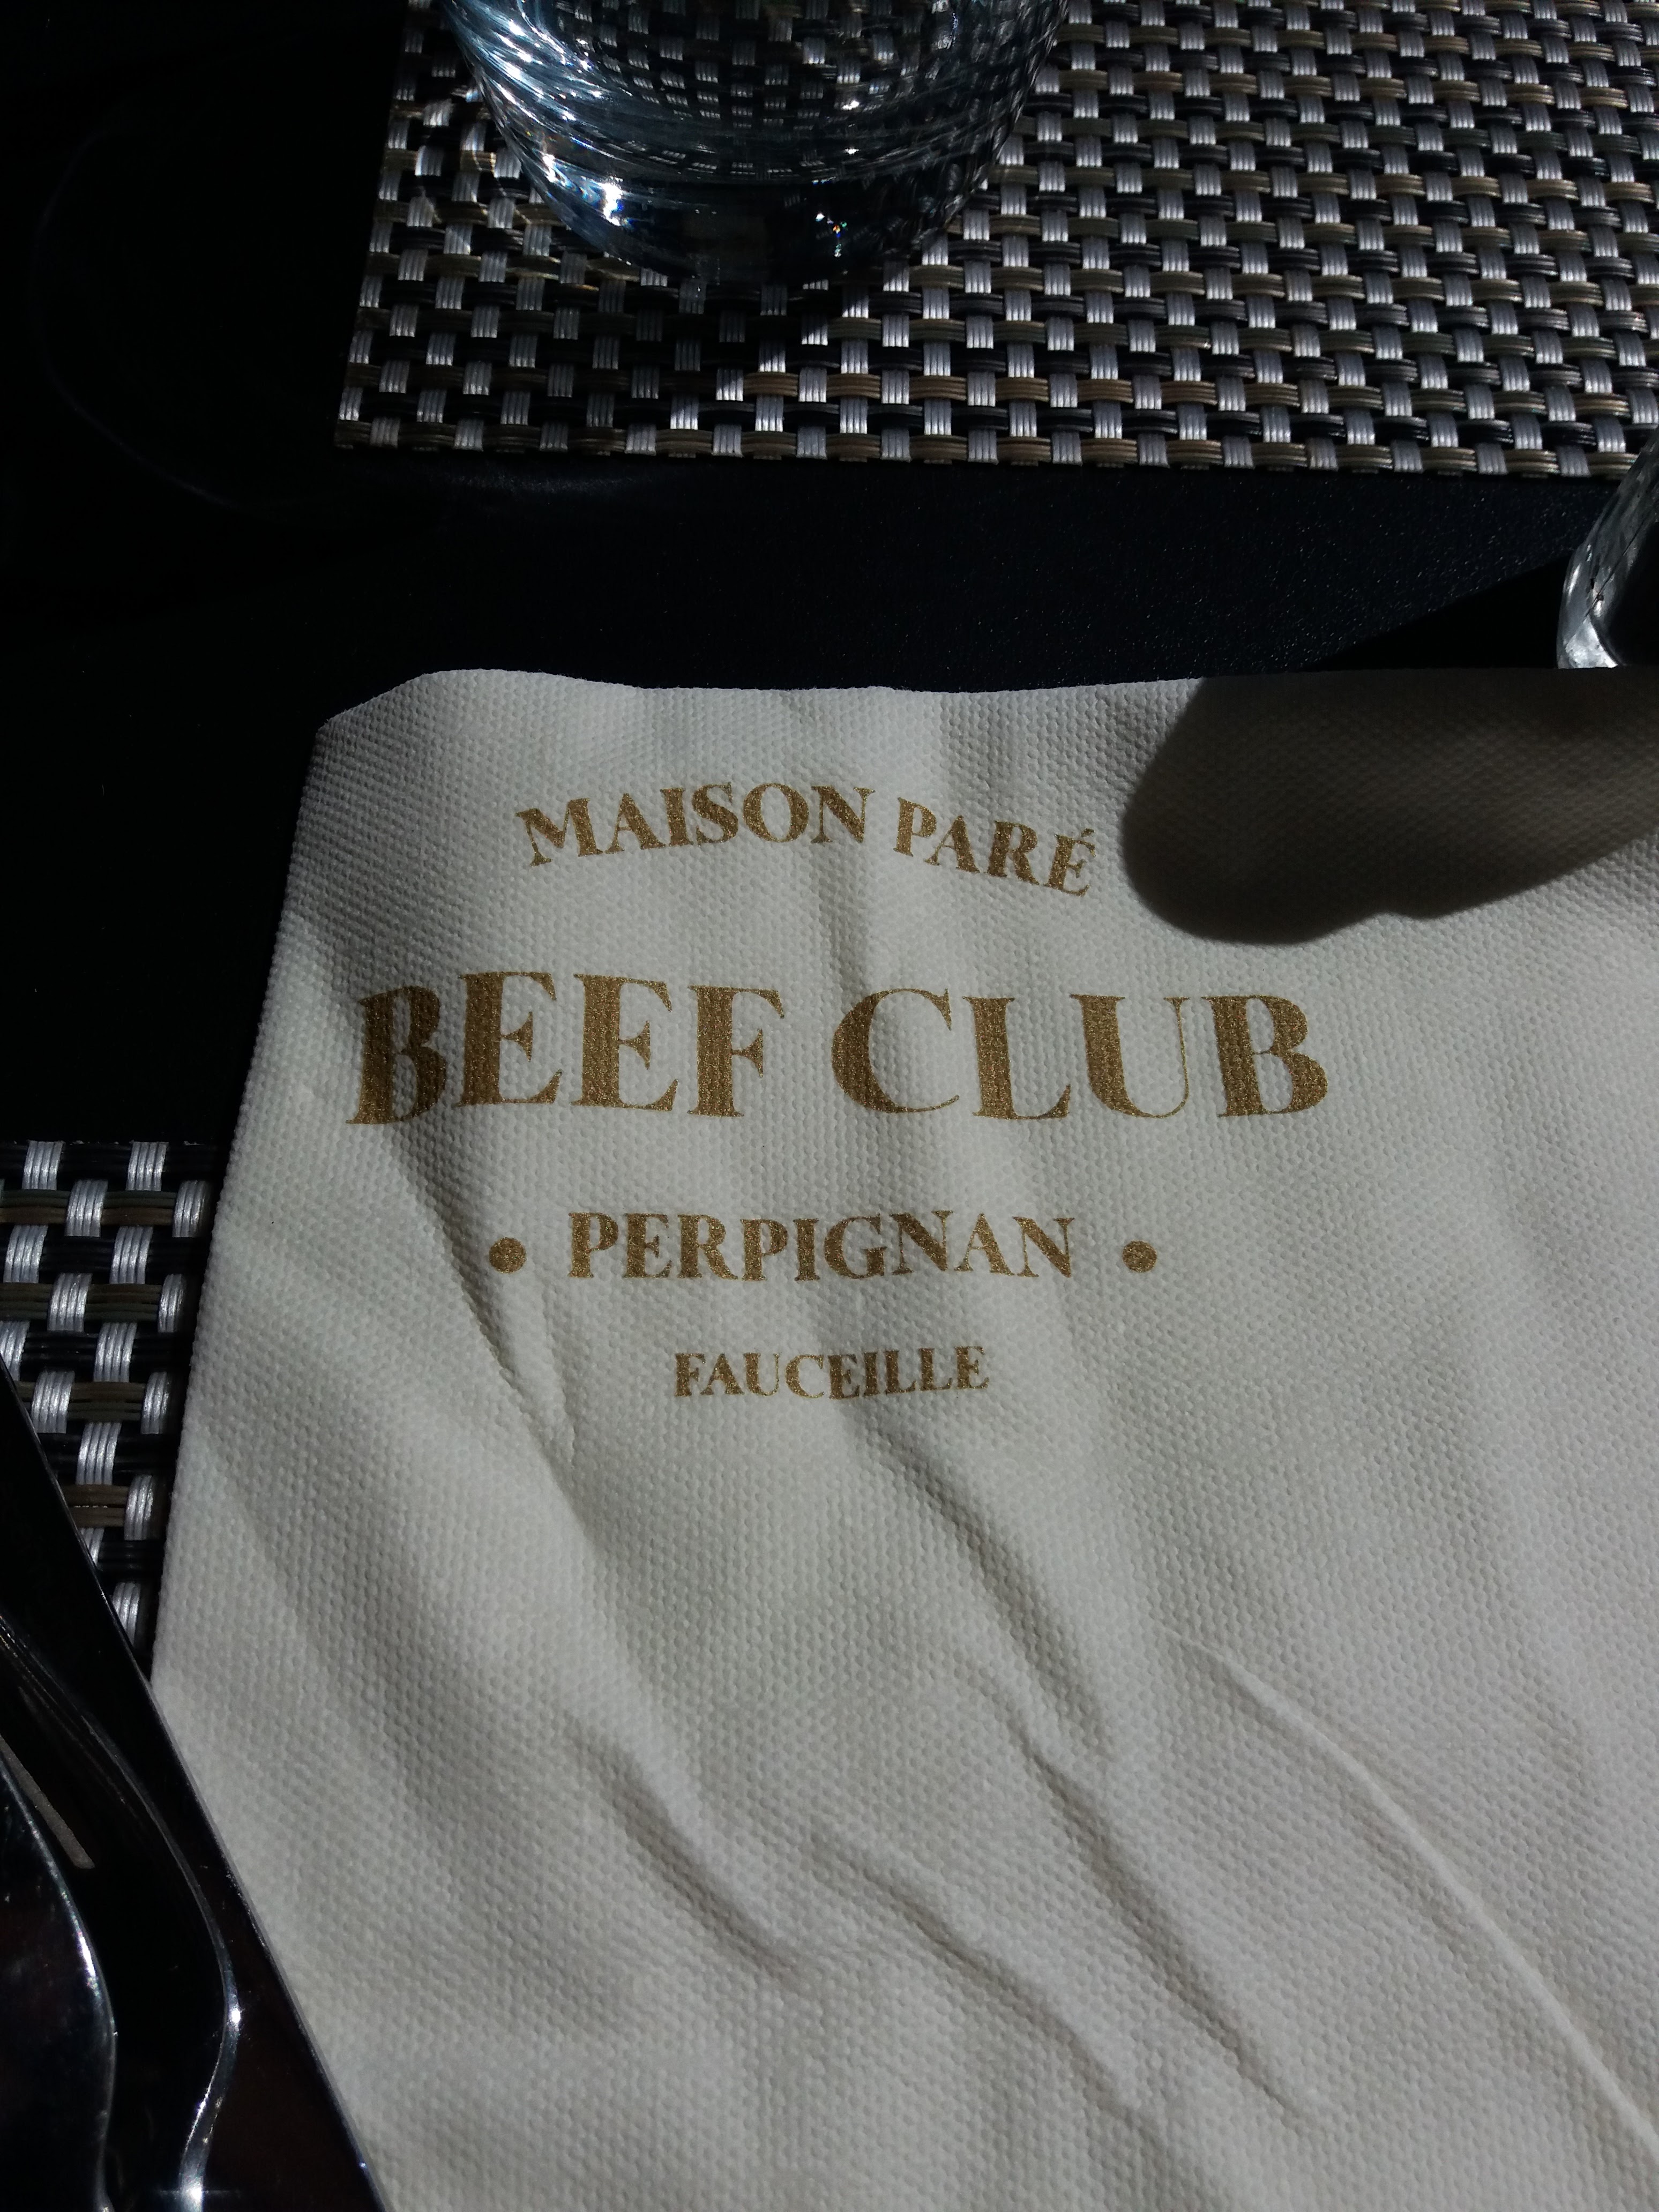 MAISON PARÉ
BEEF CLUB
• PERPIGNAN •
FAUCEILLE